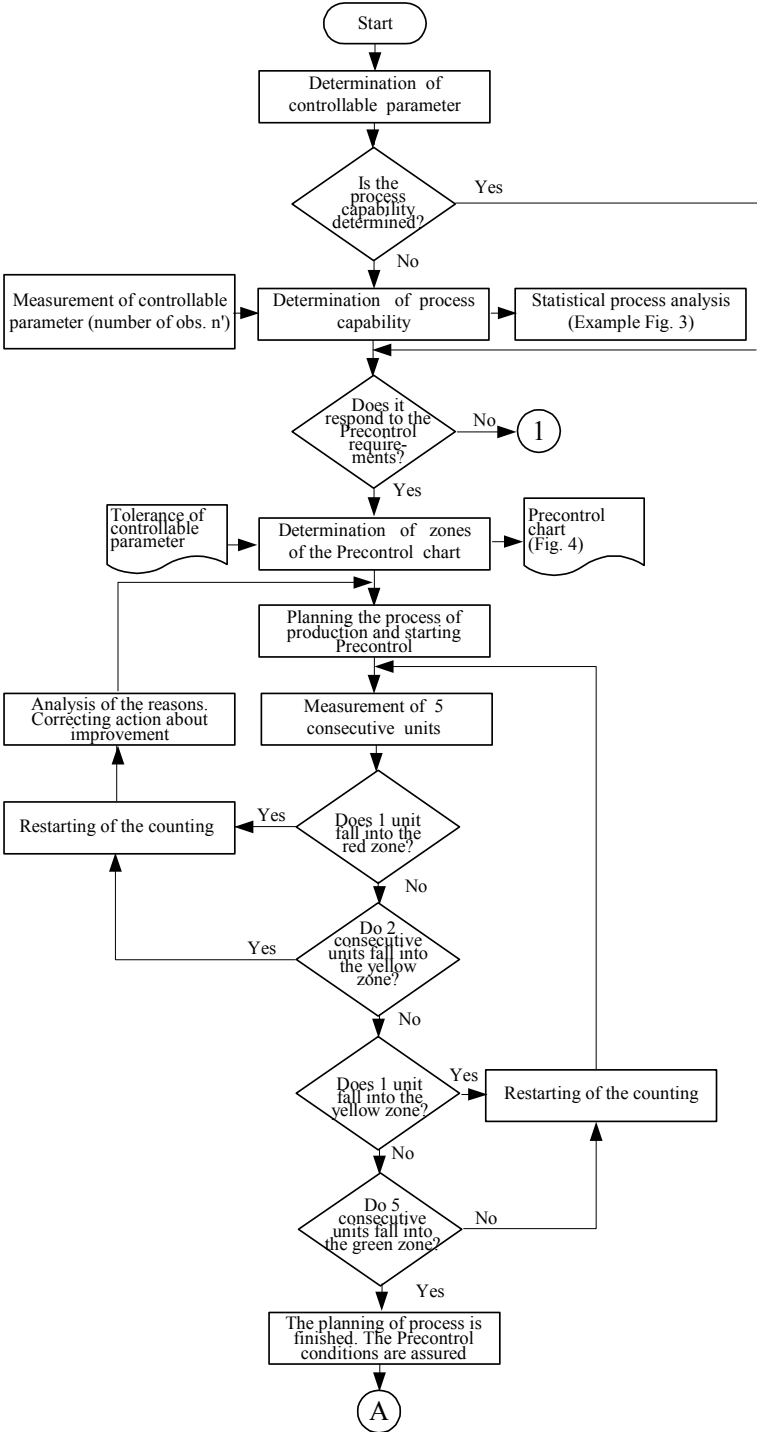 Start
Determination of
controllable parameter
Is the
process
capability
determined?
Yes
No
Measurement of controllable
parameter (number of obs. n')
Determination of process
capability
Statistical process analysis
(Example Fig. 3)
Does it
respond to the
Precontrol
require-
ments?
No
1
Yes
Tolerance of
controllable
parameter
Determination of zones
of the Precontrol chart
Precontrol
chart
(Fig. 4)
Planning the process of
production and starting
Precontrol
Analysis of the reasons.
Correcting action about
improvement
Measurement of 5
consecutive units
Restarting of the counting
Yes
Does 1 unit
fall into the
red zone?
No
Yes
Do 2
consecutive
units fall into
the yellow
zone?
No
Does 1 unit
fall into the
yellow zone?
Yes
Restarting of the counting
No
Do 5
consecutive
units fall into
the green zone?
No
Yes
The planning of process is
finished. The Precontrol
conditions are assured
A